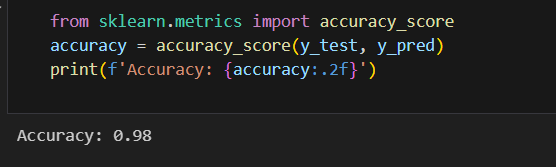 from sklearn.metrics import accuracy_score
accuracy = accuracy_score(y_test, y_pred)
print(f'Accuracy: {accuracy:.2f}')
Accuracy: 0.98